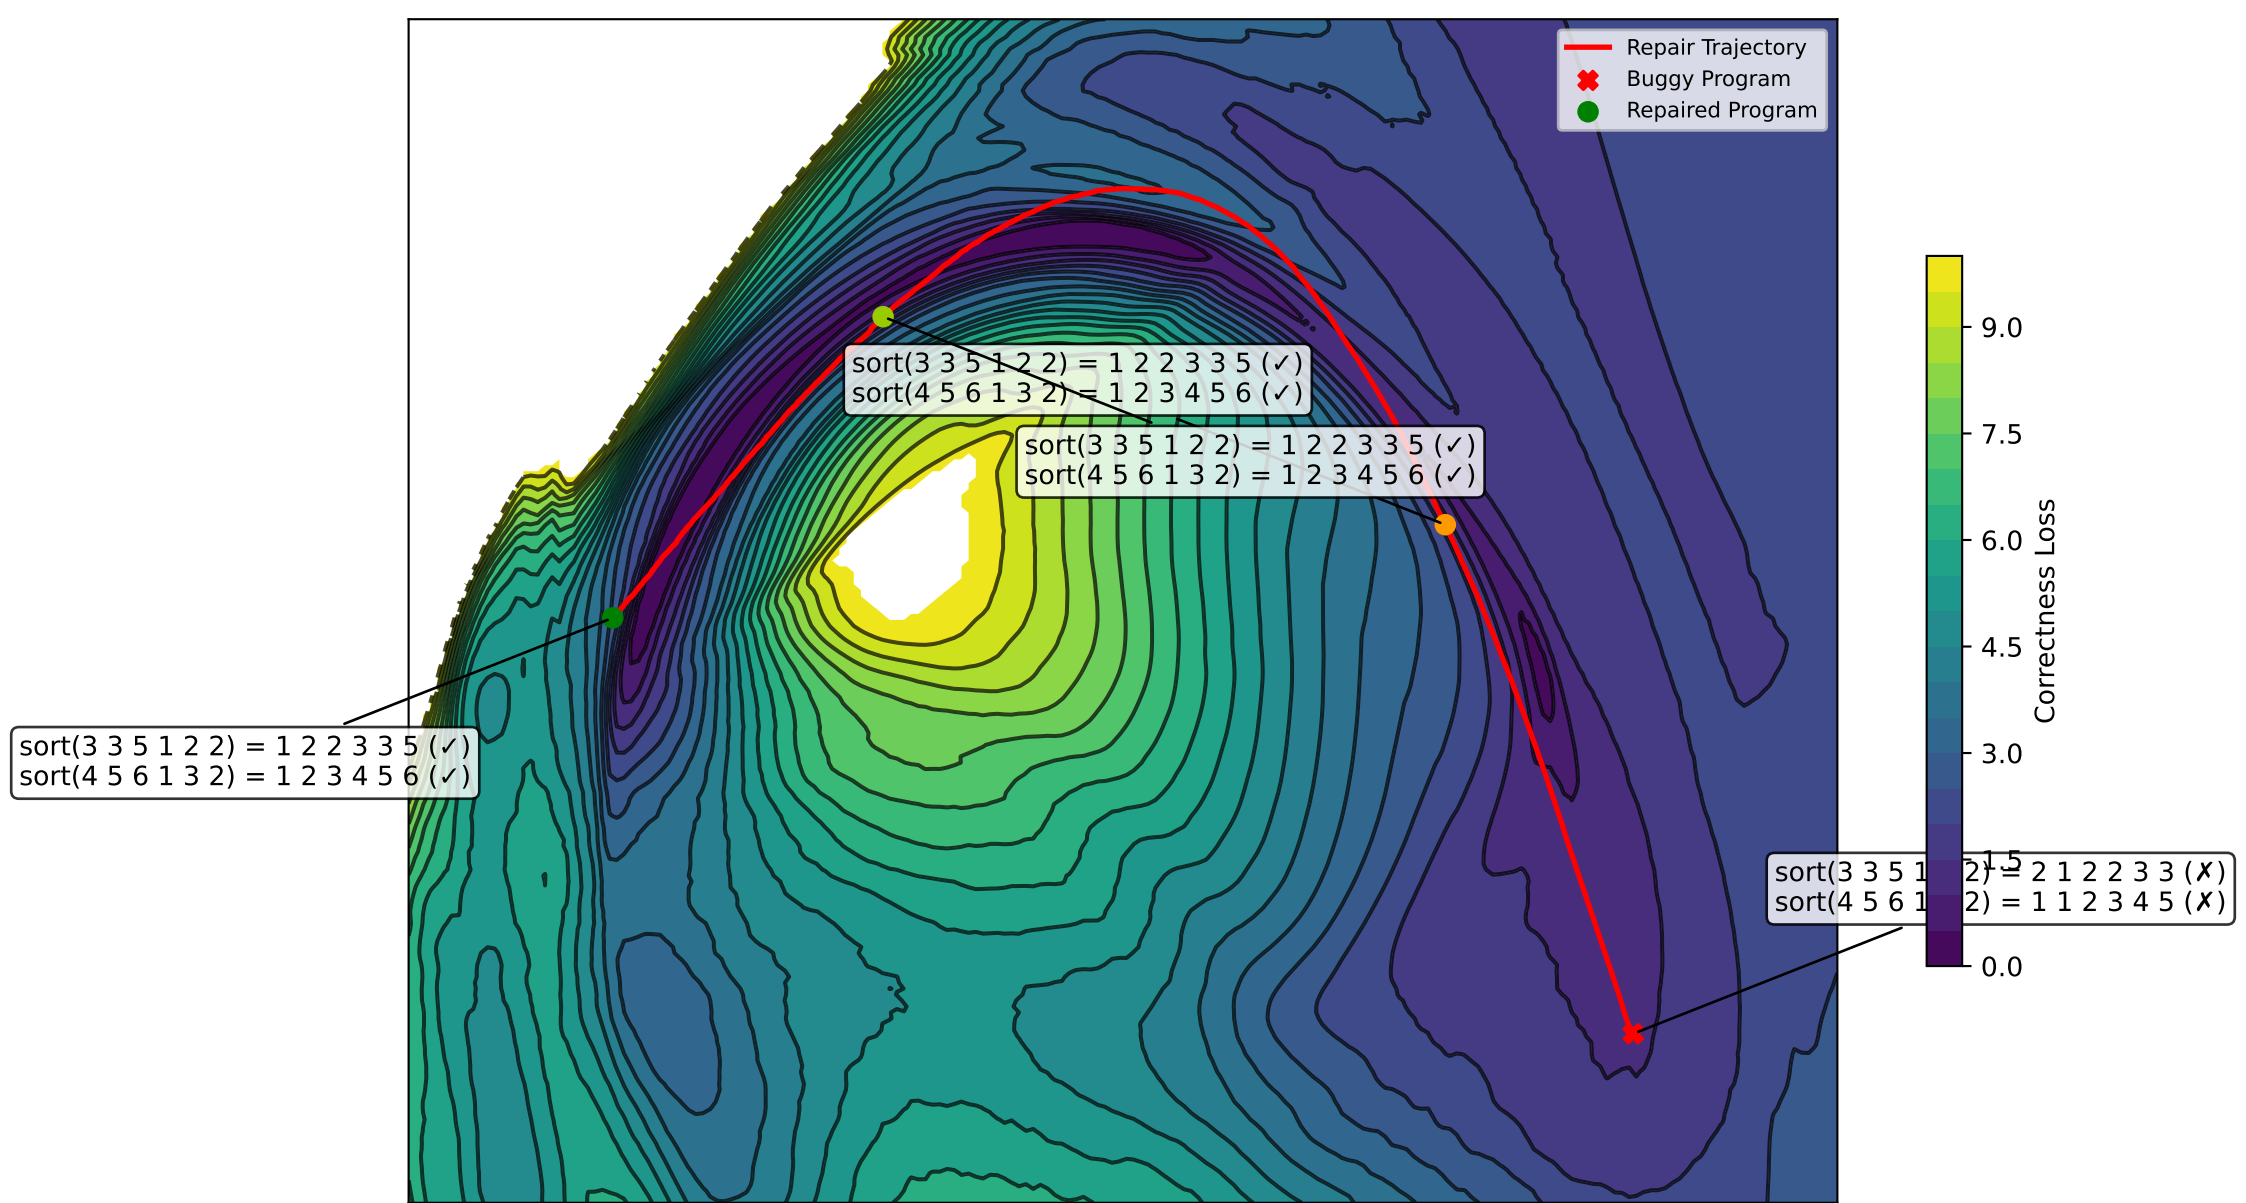 Repair Trajectory
Buggy Program
Repaired Program
sort(3 3 5 1 2 2) = 1 2 2 3 3 5 (✓)
sort(4 5 6 1 3 2) = 1 2 3 4 5 6 (✓)
sort(3 3 5 1 2 2) = 1 2 2 3 3 5 (✓)
sort(4 5 6 1 3 2) = 1 2 3 4 5 6 (✓)
sort(3 3 5 1 2 2) = 1 2 2 3 3 5 (✓)
sort(4 5 6 1 3 2) = 1 2 3 4 5 6 (✓)
sort(3 3 5 1 2) = 2 1 2 2 3 3 (✗)
sort(4 5 6 1 2) = 1 1 2 3 4 5 (✗)
9.0
7.5
6.0
4.5
3.0
1.5
0.0
Correctness Loss